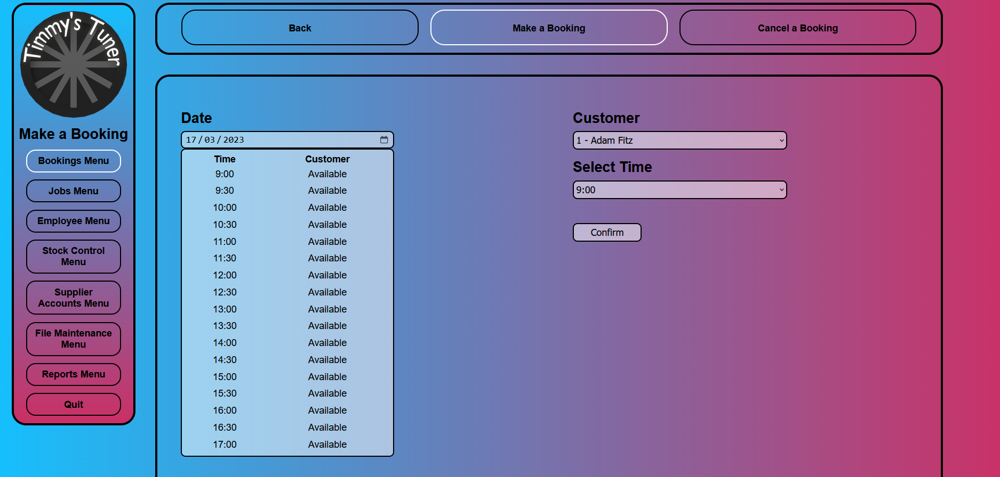 Timmy's Tuner
Make a Booking
Bookings Menu
Jobs Menu
Employee Menu
Stock Control
Menu
Supplier
Accounts Menu
File Maintenance
Menu
Reports Menu
Quit
Back
Make a Booking
Cancel a Booking
Date
17/03/2023
Time Customer
9:00 Available
9:30 Available
10:00 Available
10:30 Available
11:00 Available
11:30 Available
12:00 Available
12:30 Available
13:00 Available
13:30 Available
14:00 Available
14:30 Available
15:00 Available
15:30 Available
16:00 Available
16:30 Available
17:00 Available
Customer
1 - Adam Fitz
Select Time
9:00
Confirm